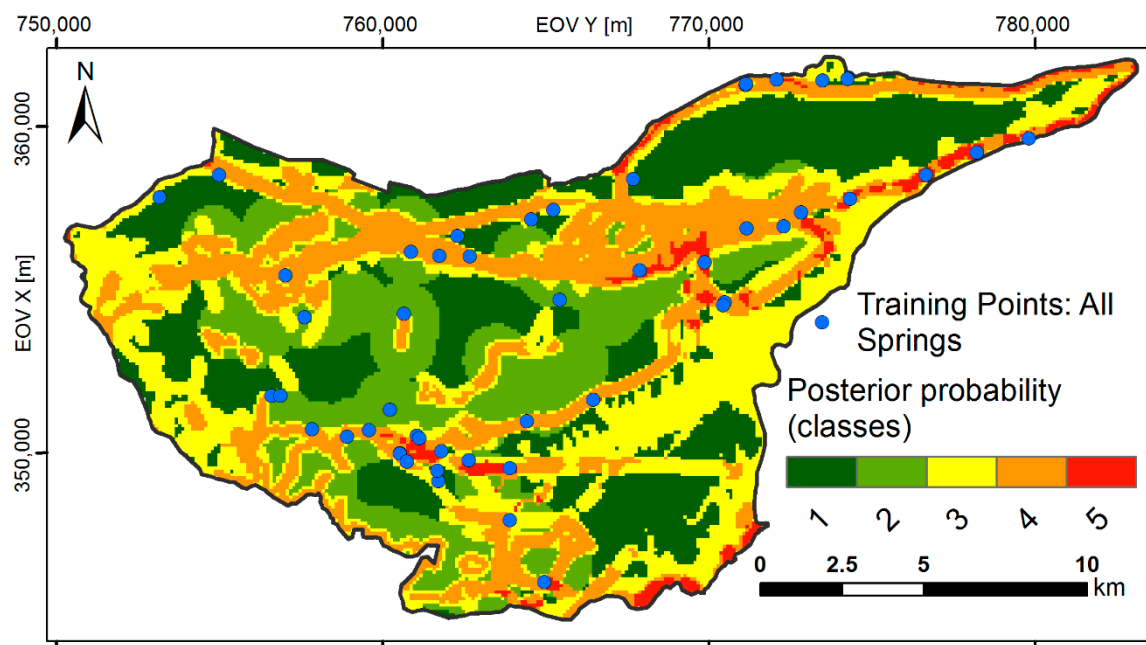 750,000
760,000
EOV Y [m]
770,000
780,000
N
360,000
EOV X [m]
350,000
Training Points: All
Springs
Posterior probability
(classes)
1 2 3 4 5
0 2.5 5 10
km